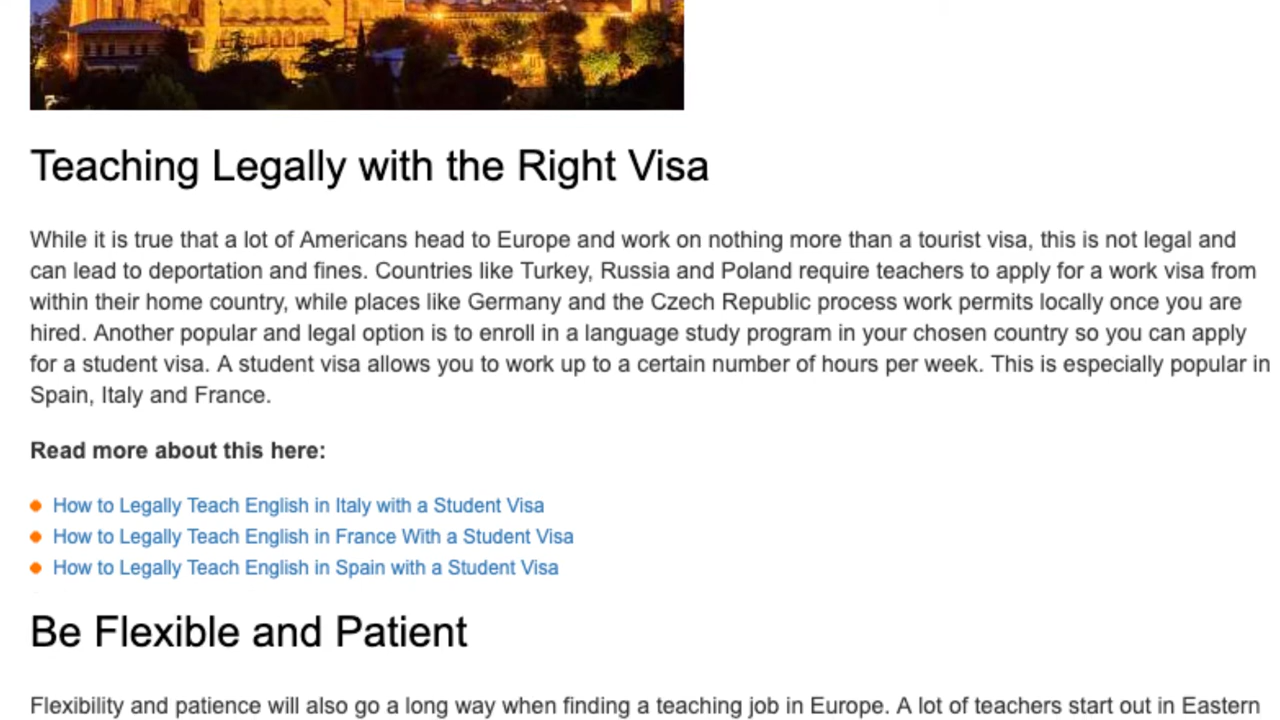 Teaching Legally with the Right Visa
While it is true that a lot of Americans head to Europe and work on nothing more than a tourist visa, this is not legal and
can lead to deportation and fines. Countries like Turkey, Russia and Poland require teachers to apply for a work visa from
within their home country, while places like Germany and the Czech Republic process work permits locally once you are
hired. Another popular and legal option is to enroll in a language study program in your chosen country so you can apply
for a student visa. A student visa allows you to work up to a certain number of hours per week. This is especially popular in
Spain, Italy and France.
Read more about this here:
How to Legally Teach English in Italy with a Student Visa
How to Legally Teach English in France With a Student Visa
How to Legally Teach English in Spain with a Student Visa
Be Flexible and Patient
Flexibility and patience will also go a long way when finding a teaching job in Europe. A lot of teachers start out in Eastern